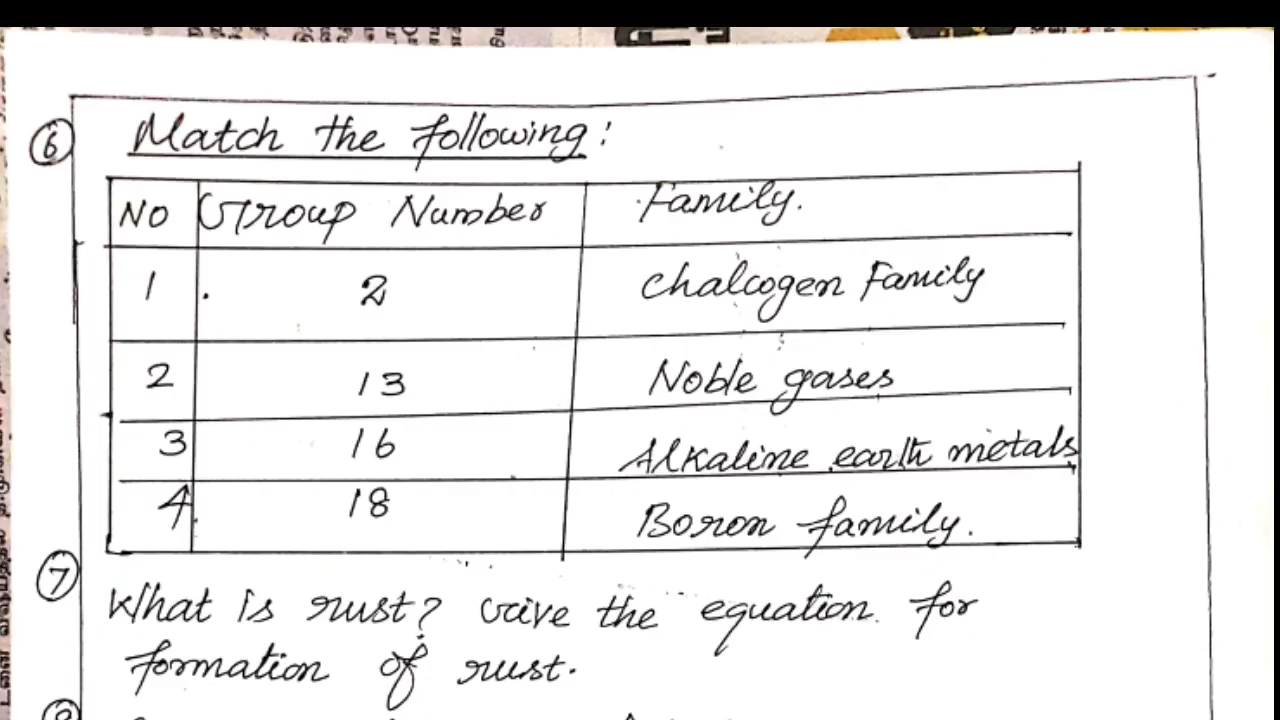 6 Match the following:
No Group Number Family.
1 2 Chalcogen Family
2 13 Noble gases
3 16 Alkaline earth metals
4 18 Boron family.
7 What is rust? Give the equation for
formation of rust.